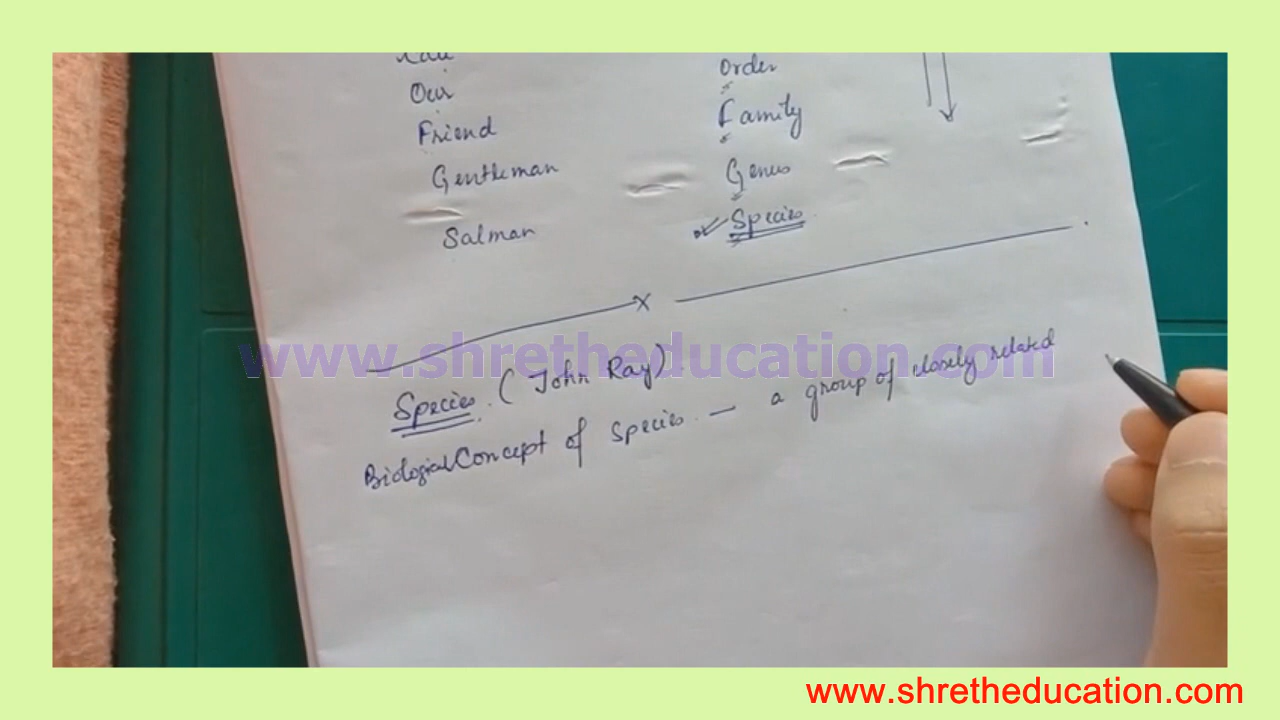 Our
Order
Friend
Family
Gentleman
Genus
Salman
Species
X
www.shretheducation.com
Species. (John Ray)
Biological Concept of Species. — a group of closely related
www.shretheducation.com